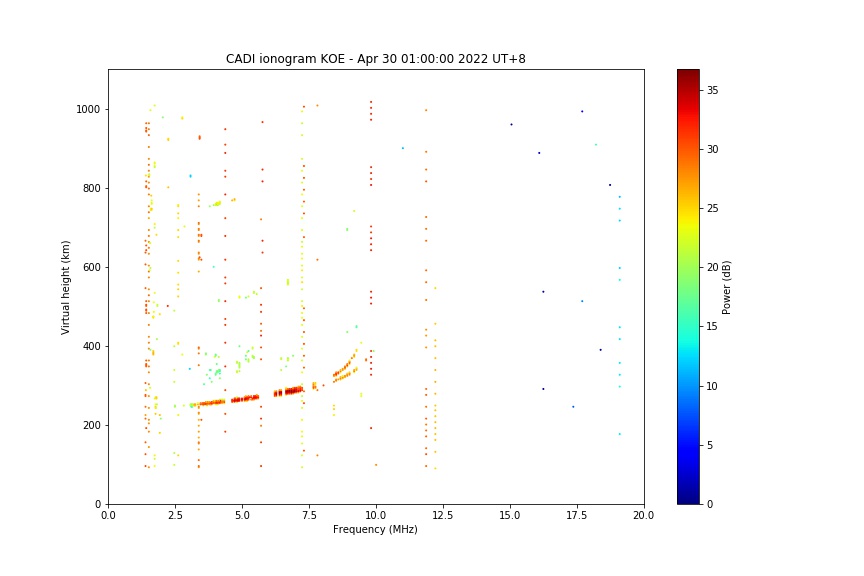 CADI ionogram KOE - Apr 30 01:00:00 2022 UT+8
1000
800
600
400
200
0
Virtual height (km)
0.0 2.5 5.0 7.5 10.0 12.5 15.0 17.5 20.0
Frequency (MHz)
35
30
25
20
15
10
5
0
Power (dB)